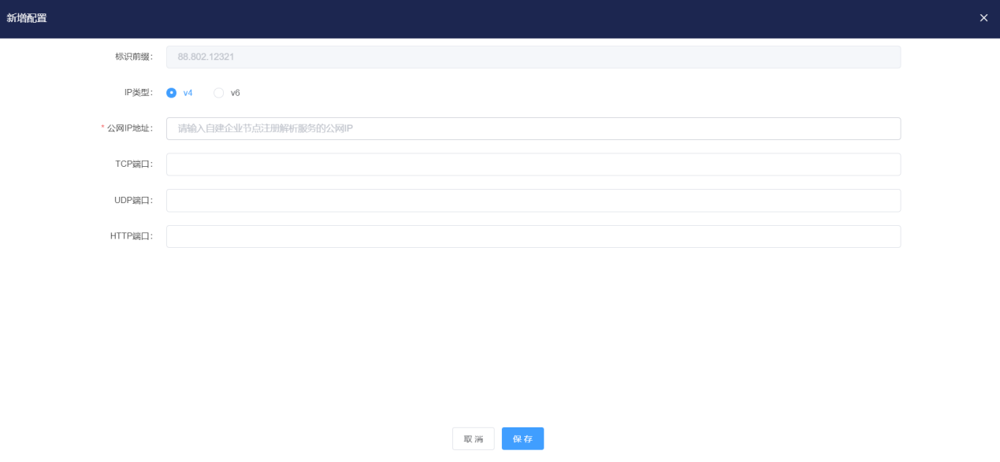 新增配置
标识前缀： 88.802.12321
IP类型： v4 v6
* 公网IP地址： 请输入自建企业节点注册解析服务的公网IP
TCP端口：
UDP端口：
HTTP端口：
取 消 保 存